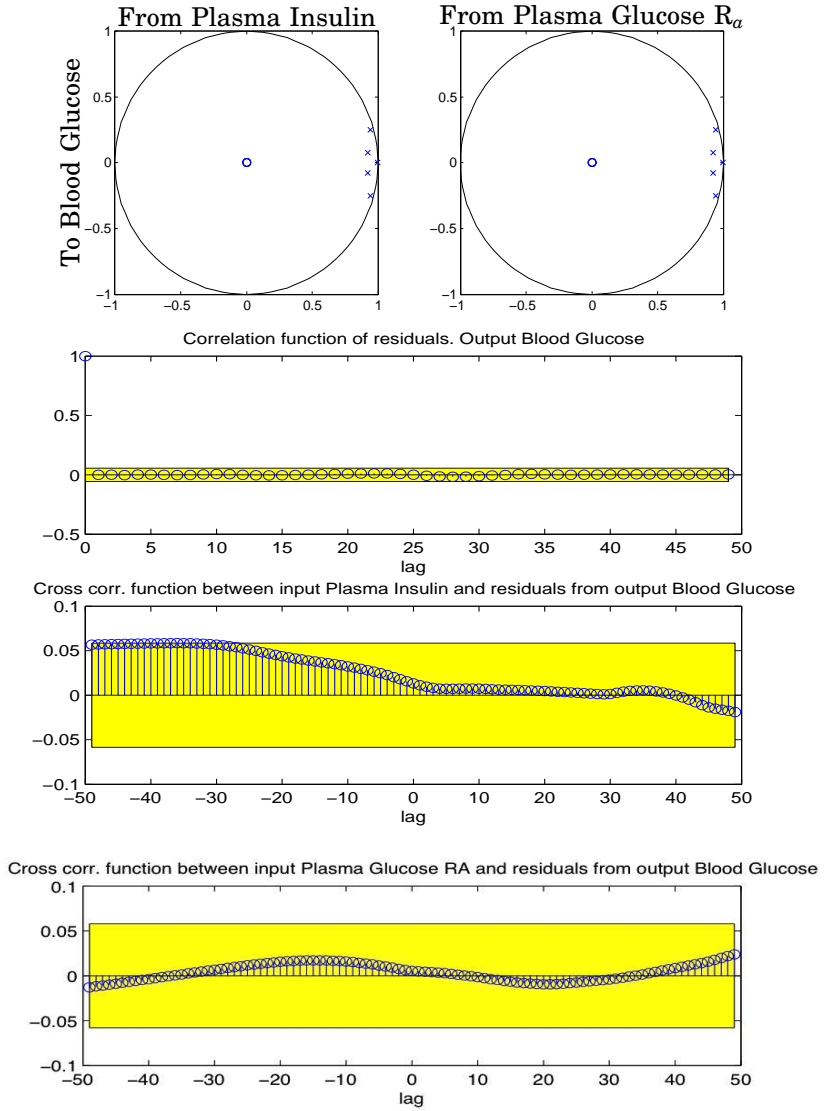 From Plasma Insulin
From Plasma Glucose Rₐ
To Blood Glucose
1
0.5
0
−0.5
−1
−1
−0.5
0
0.5
1
1
0.5
0
−0.5
−1
−1
−0.5
0
0.5
1
Correlation function of residuals. Output Blood Glucose
1
0.5
0
−0.5
0 5 10 15 20 25 30 35 40 45 50
lag
Cross corr. function between input Plasma Insulin and residuals from output Blood Glucose
0.1
0.05
0
−0.05
−0.1
−50 −40 −30 −20 −10 0 10 20 30 40 50
lag
Cross corr. function between input Plasma Glucose RA and residuals from output Blood Glucose
0.1
0.05
0
−0.05
−0.1
−50 −40 −30 −20 −10 0 10 20 30 40 50
lag